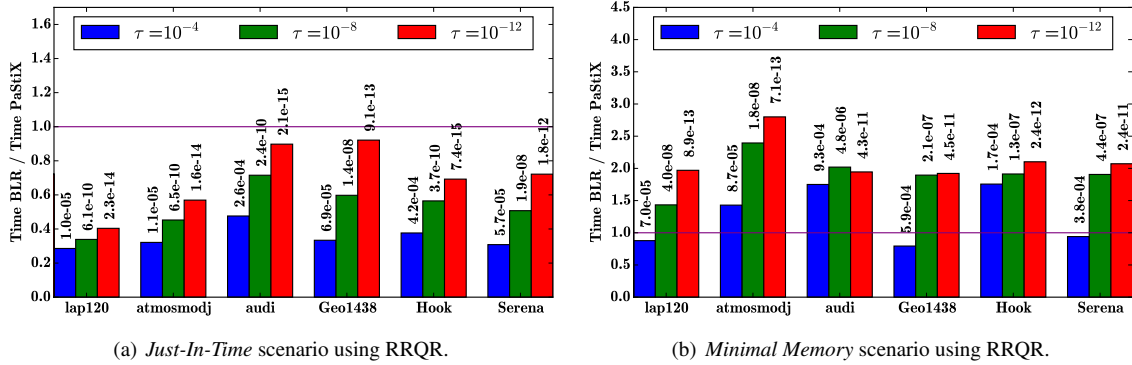 1.6
1.4
1.2
1.0
0.8
0.6
0.4
0.2
0.0
Time BLR / Time PaStiX
τ =10⁻⁴
τ =10⁻⁸
τ =10⁻¹²
1.0e-05
6.1e-10
2.3e-14
1.1e-05
6.5e-10
1.6e-14
2.6e-04
2.4e-10
2.1e-15
6.9e-05
1.4e-08
9.1e-13
4.2e-04
3.7e-10
7.4e-15
5.7e-05
1.9e-08
1.8e-12
lap120
atmosmodj
audi
Geo1438
Hook
Serena
(a) Just-In-Time scenario using RRQR.
4.5
4.0
3.5
3.0
2.5
2.0
1.5
1.0
0.5
0.0
Time BLR / Time PaStiX
τ =10⁻⁴
τ =10⁻⁸
τ =10⁻¹²
7.0e-05
4.0e-08
8.9e-13
8.7e-05
1.8e-08
7.1e-13
9.3e-04
4.8e-06
4.3e-11
5.9e-04
2.1e-07
4.5e-11
1.7e-04
1.3e-07
2.4e-12
3.8e-04
4.4e-07
2.4e-11
lap120
atmosmodj
audi
Geo1438
Hook
Serena
(b) Minimal Memory scenario using RRQR.